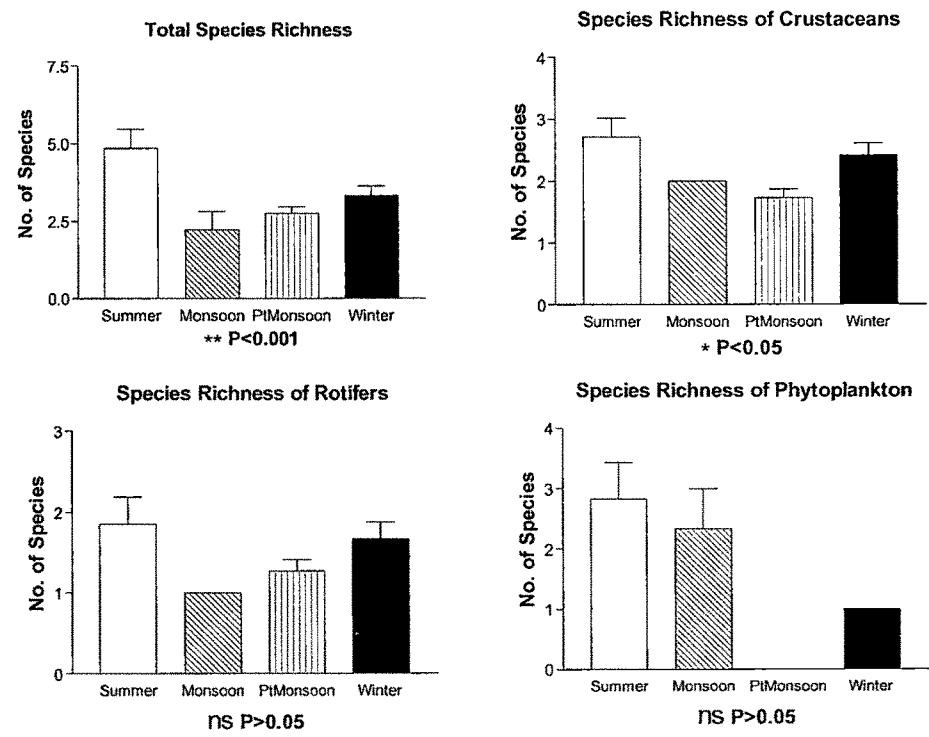 Total Species Richness
No. of Species
7.5
5.0
2.5
0.0
Summer Monsoon PtMonsoon Winter
** P<0.001
Species Richness of Crustaceans
No. of Species
4
3
2
1
0
Summer Monsoon PtMonsoon Winter
* P<0.05
Species Richness of Rotifers
No. of Species
3
2
1
0
Summer Monsoon PtMonsoon Winter
ns P>0.05
Species Richness of Phytoplankton
No. of Species
4
3
2
1
0
Summer Monsoon PtMonsoon Winter
ns P>0.05